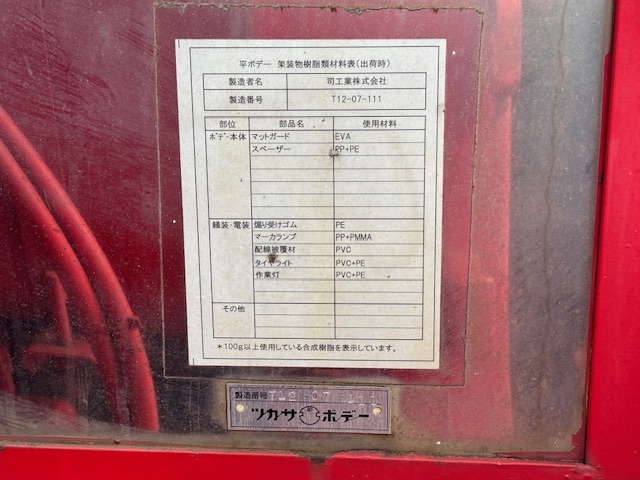 平ボデー 架装物樹脂類材料表(出荷時)
製造者名 司工業株式会社
製造番号 T12-07-111
部位 部品名 使用材料
ボデー本体 マットガード EVA
スペーサー PP+PE
艤装・電装 煽り受けゴム PE
マーカランプ PP+PMMA
配線被覆材 PVC
タイヤライト PVC+PE
作業灯 PVC+PE
その他
*100g以上使用している合成樹脂を表示しています。
製造番号 T12-07-111
ツカサ ボデー